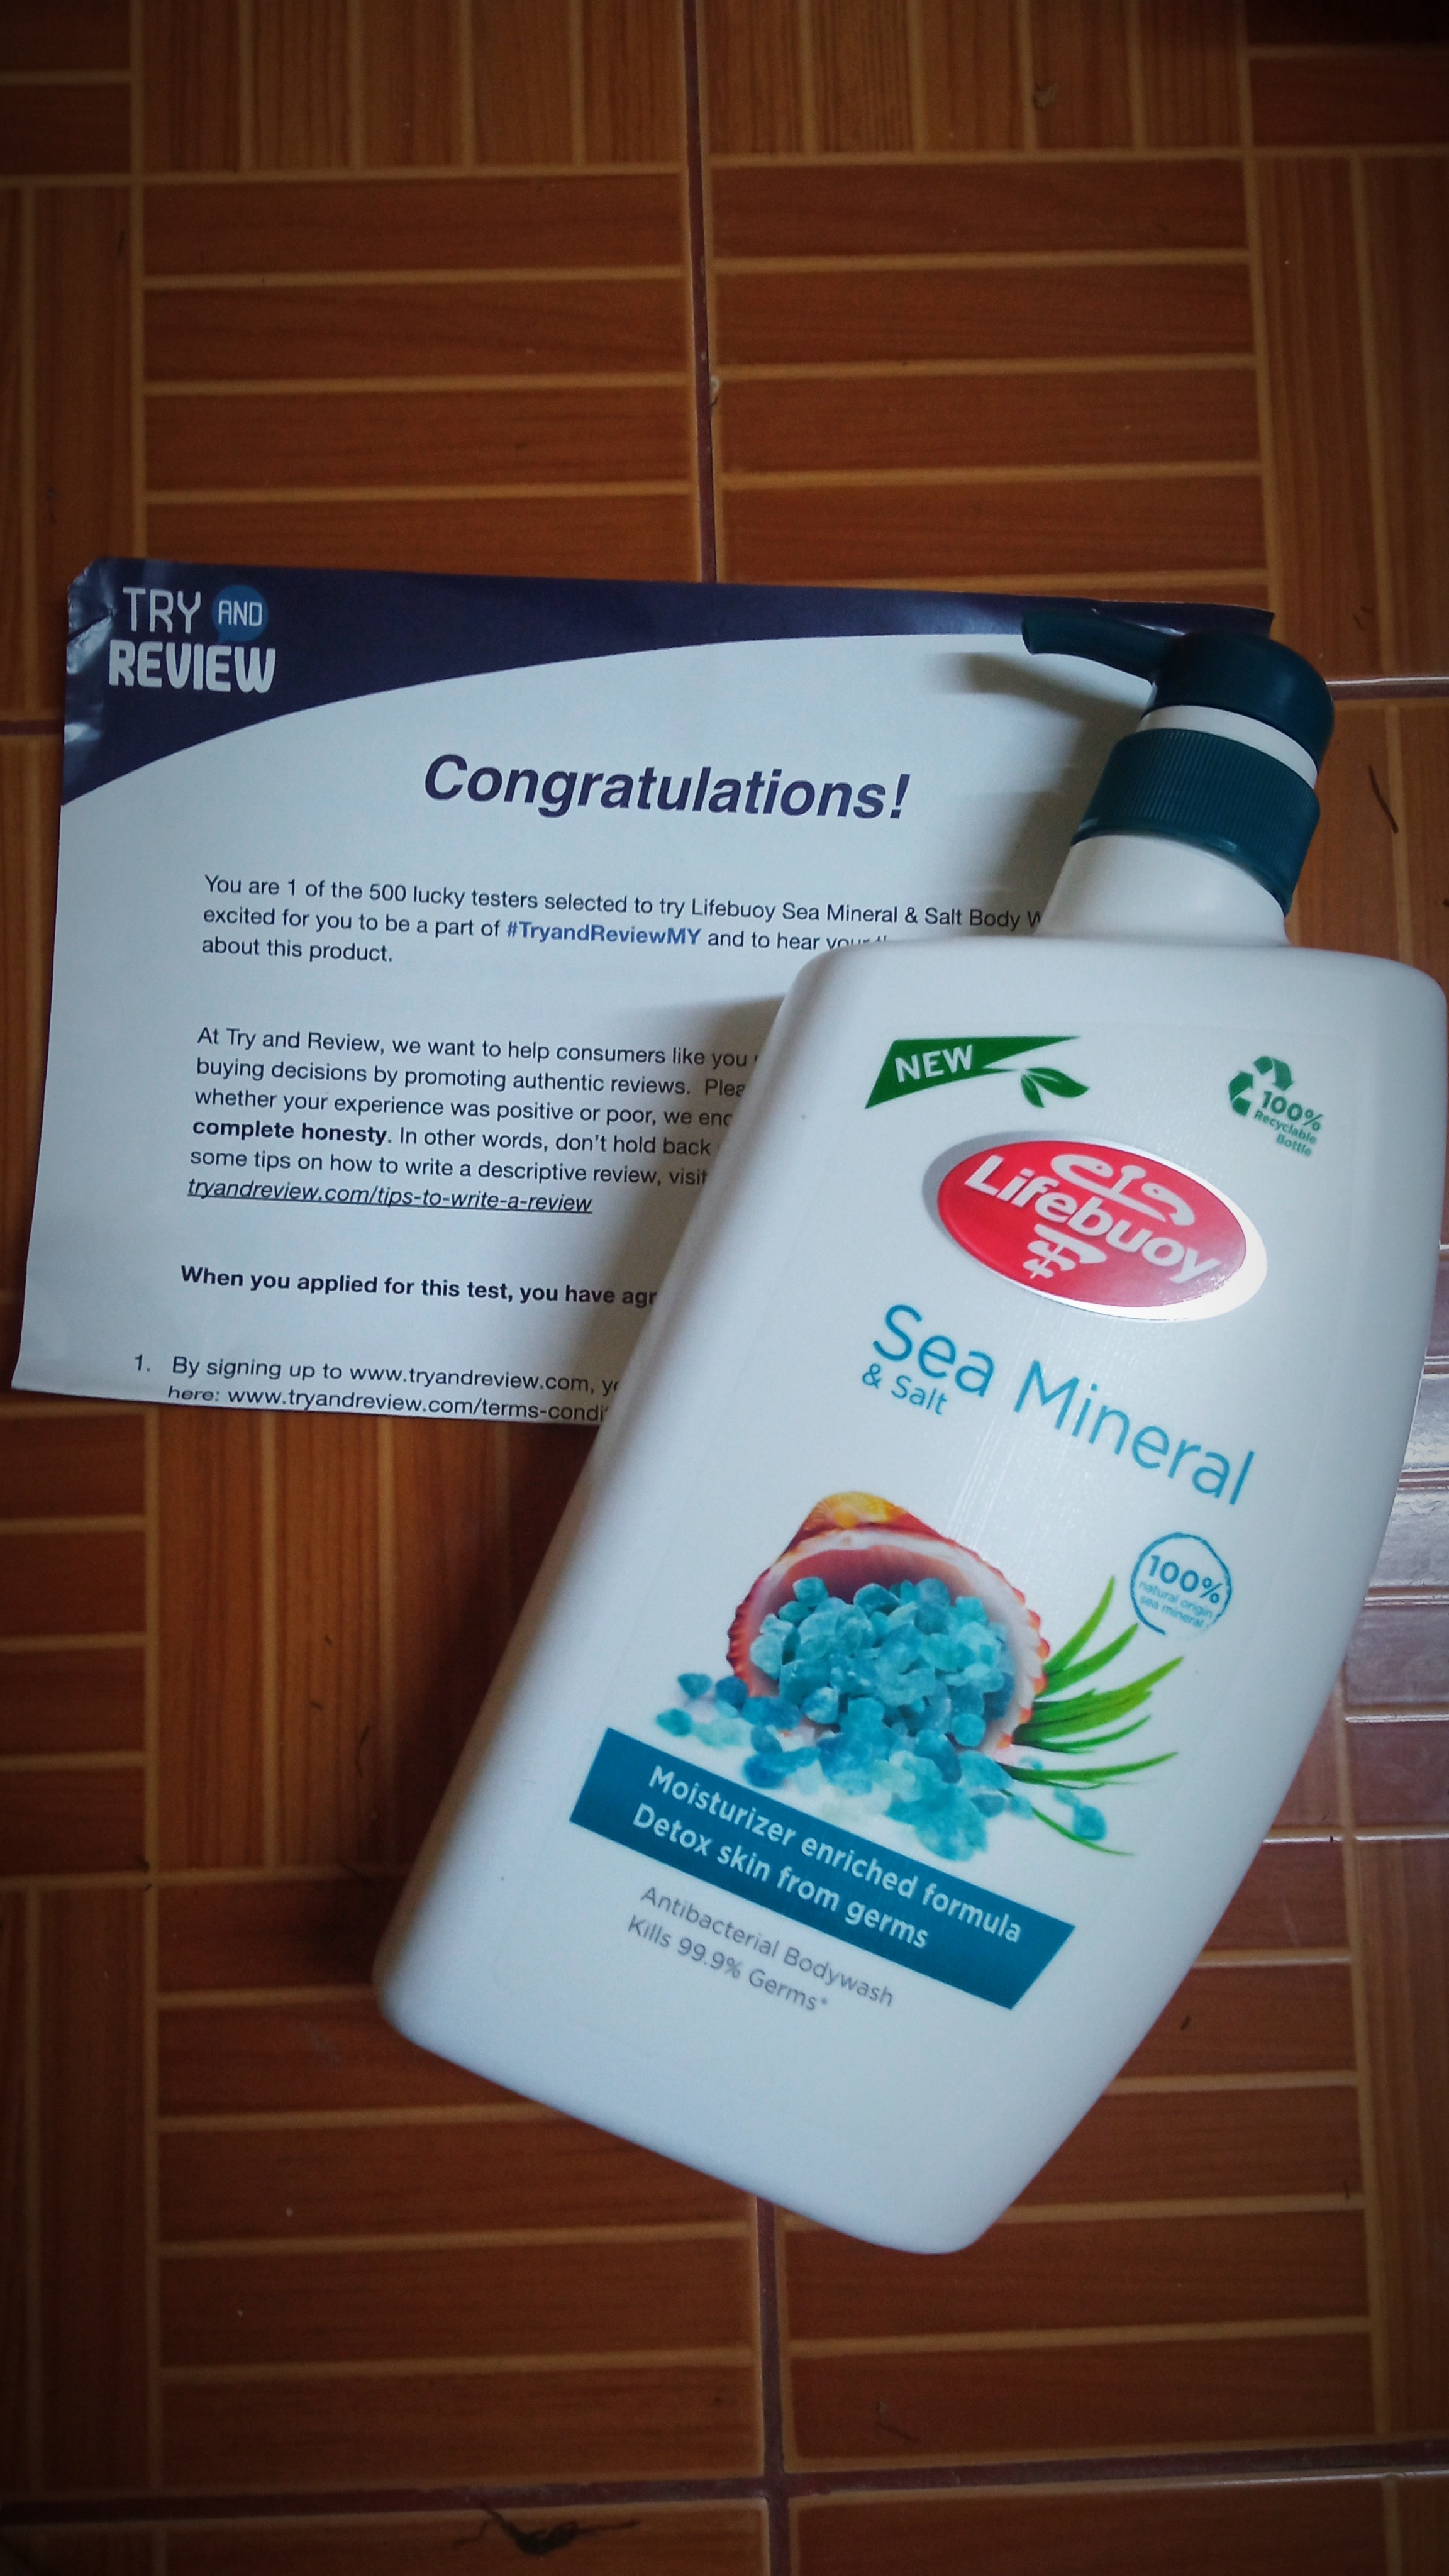 TRY AND
REVIEW
Congratulations!
You are 1 of the 500 lucky testers selected to try Lifebuoy Sea Mineral & Salt Body
excited for you to be a part of #TryandReviewMY and to hear your
about this product.
At Try and Review, we want to help consumers like you
buying decisions by promoting authentic reviews.
whether your experience was positive or poor, we
complete honesty. In other words, don't hold back
some tips on how to write a descriptive review, visit
tryandreview.com/tips-to-write-a-review
When you applied for this test, you have
1. By signing up to www.tryandreview.com,
here: www.tryandreview.com/terms-condi
NEW
100%
Recyclable
Bottle
Lifebuoy
Sea Mineral
& Salt
100%
natural origin
sea mineral
Moisturizer enriched formula
Detox skin from germs
Antibacterial Bodywash
Kills 99.9% Germs*